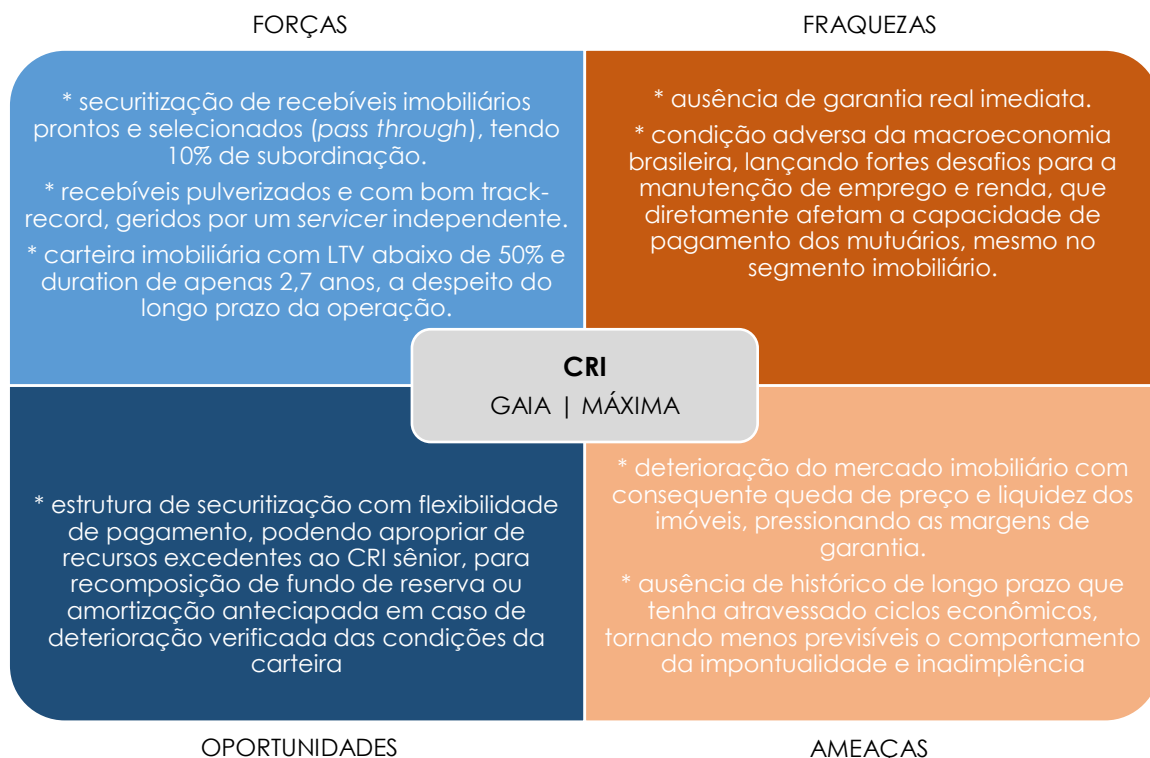 FORÇAS
FRAQUEZAS
* securitização de recebíveis imobiliários
prontos e selecionados (pass through), tendo
10% de subordinação.
* recebíveis pulverizados e com bom track-
record, geridos por um servicer independente.
* carteira imobiliária com LTV abaixo de 50% e
duration de apenas 2,7 anos, a despeito do
longo prazo da operação.
* ausência de garantia real imediata.
* condição adversa da macroeconomia
brasileira, lançando fortes desafios para a
manutenção de emprego e renda, que
diretamente afetam a capacidade de
pagamento dos mutuários, mesmo no
segmento imobiliário.
CRI
GAIA | MÁXIMA
* estrutura de securitização com flexibilidade
de pagamento, podendo apropriar de
recursos excedentes ao CRI sênior, para
recomposição de fundo de reserva ou
amortização anteciapada em caso de
deterioração verificada das condições da
carteira
* deterioração do mercado imobiliário com
consequente queda de preço e liquidez dos
imóveis, pressionando as margens de
garantia.
* ausência de histórico de longo prazo que
tenha atravessado ciclos econômicos,
tornando menos previsíveis o comportamento
da impontualidade e inadimplência
OPORTUNIDADES
AMEAÇAS